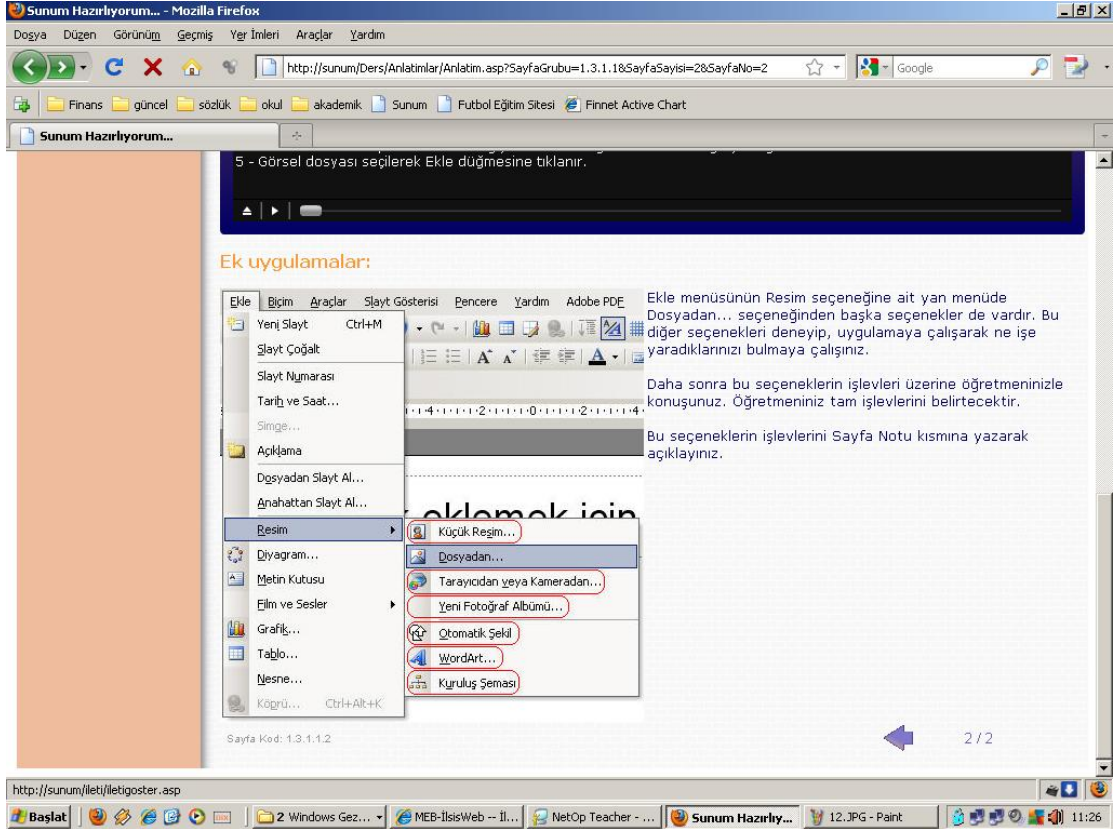 Sunum Hazırlıyorum... - Mozilla Firefox
Dosya Düzen Görünüm Geçmiş Yer İmleri Araçlar Yardım
http://sunum/Ders/Anlatimlar/Anlatim.asp?SayfaGrubu=1.3.1.1&SayfaSayisi=2&SayfaNo=2
Google
Finans güncel sözlük okul akademik Sunum Futbol Eğitim Sitesi Finnet Active Chart
Sunum Hazırlıyorum...
5 - Görsel dosyası seçilerek Ekle düğmesine tıklanır.
Ek uygulamalar:
Ekle Biçim Araçlar Slayt Gösterisi Pencere Yardım Adobe PDF
Yeni Slayt Ctrl+M
Slayt Çoğalt
Slayt Numarası
Tarih ve Saat...
Simge...
Açıklama
Dosyadan Slayt Al...
Anahattan Slayt Al...
Resim
Diyagram...
Metin Kutusu
Film ve Sesler
Grafik...
Tablo...
Nesne...
Köprü... Ctrl+Alt+K
4 2 0 2 4
eklemek için
Küçük Resim...
Dosyadan...
Tarayıcıdan veya Kameradan...
Yeni Fotoğraf Albümü...
Otomatik Şekil
WordArt...
Kuruluş Şeması
Ekle menüsünün Resim seçeneğine ait yan menüde
Dosyadan... seçeneğinden başka seçenekler de vardır. Bu
diğer seçenekleri deneyip, uygulamaya çalışarak ne işe
yaradıklarınızı bulmaya çalışınız.
Daha sonra bu seçeneklerin işlevleri üzerine öğretmeninizle
konuşunuz. Öğretmeniniz tam işlevlerini belirtecektir.
Bu seçeneklerin işlevlerini Sayfa Notu kısmına yazarak
açıklayınız.
Sayfa Kod: 1.3.1.1.2
2 / 2
http://sunum/ileti/iletigoster.asp
Başlat 2 Windows Gez... MEB-İlsisWeb -- İl... NetOp Teacher - ... Sunum Hazırlıy... 12.JPG - Paint 11:26